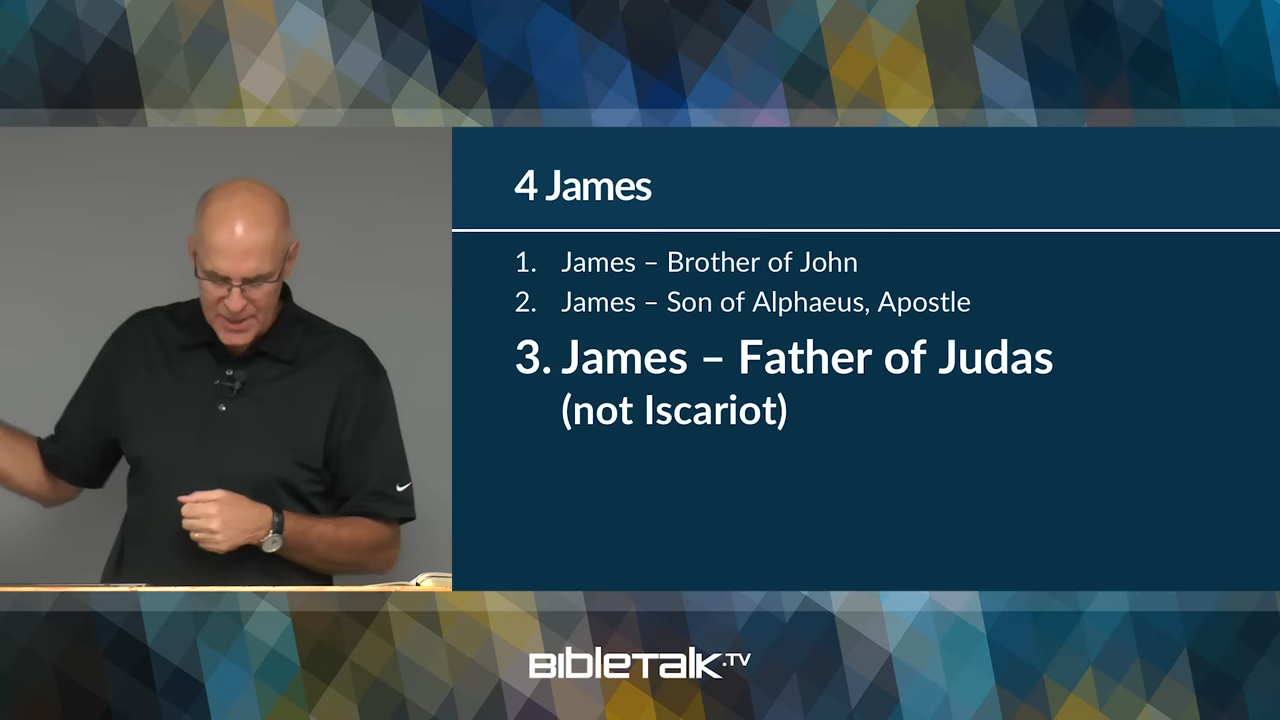 4 James
1. James – Brother of John
2. James – Son of Alphaeus, Apostle
3. James – Father of Judas
(not Iscariot)
BIBLETALK.TV